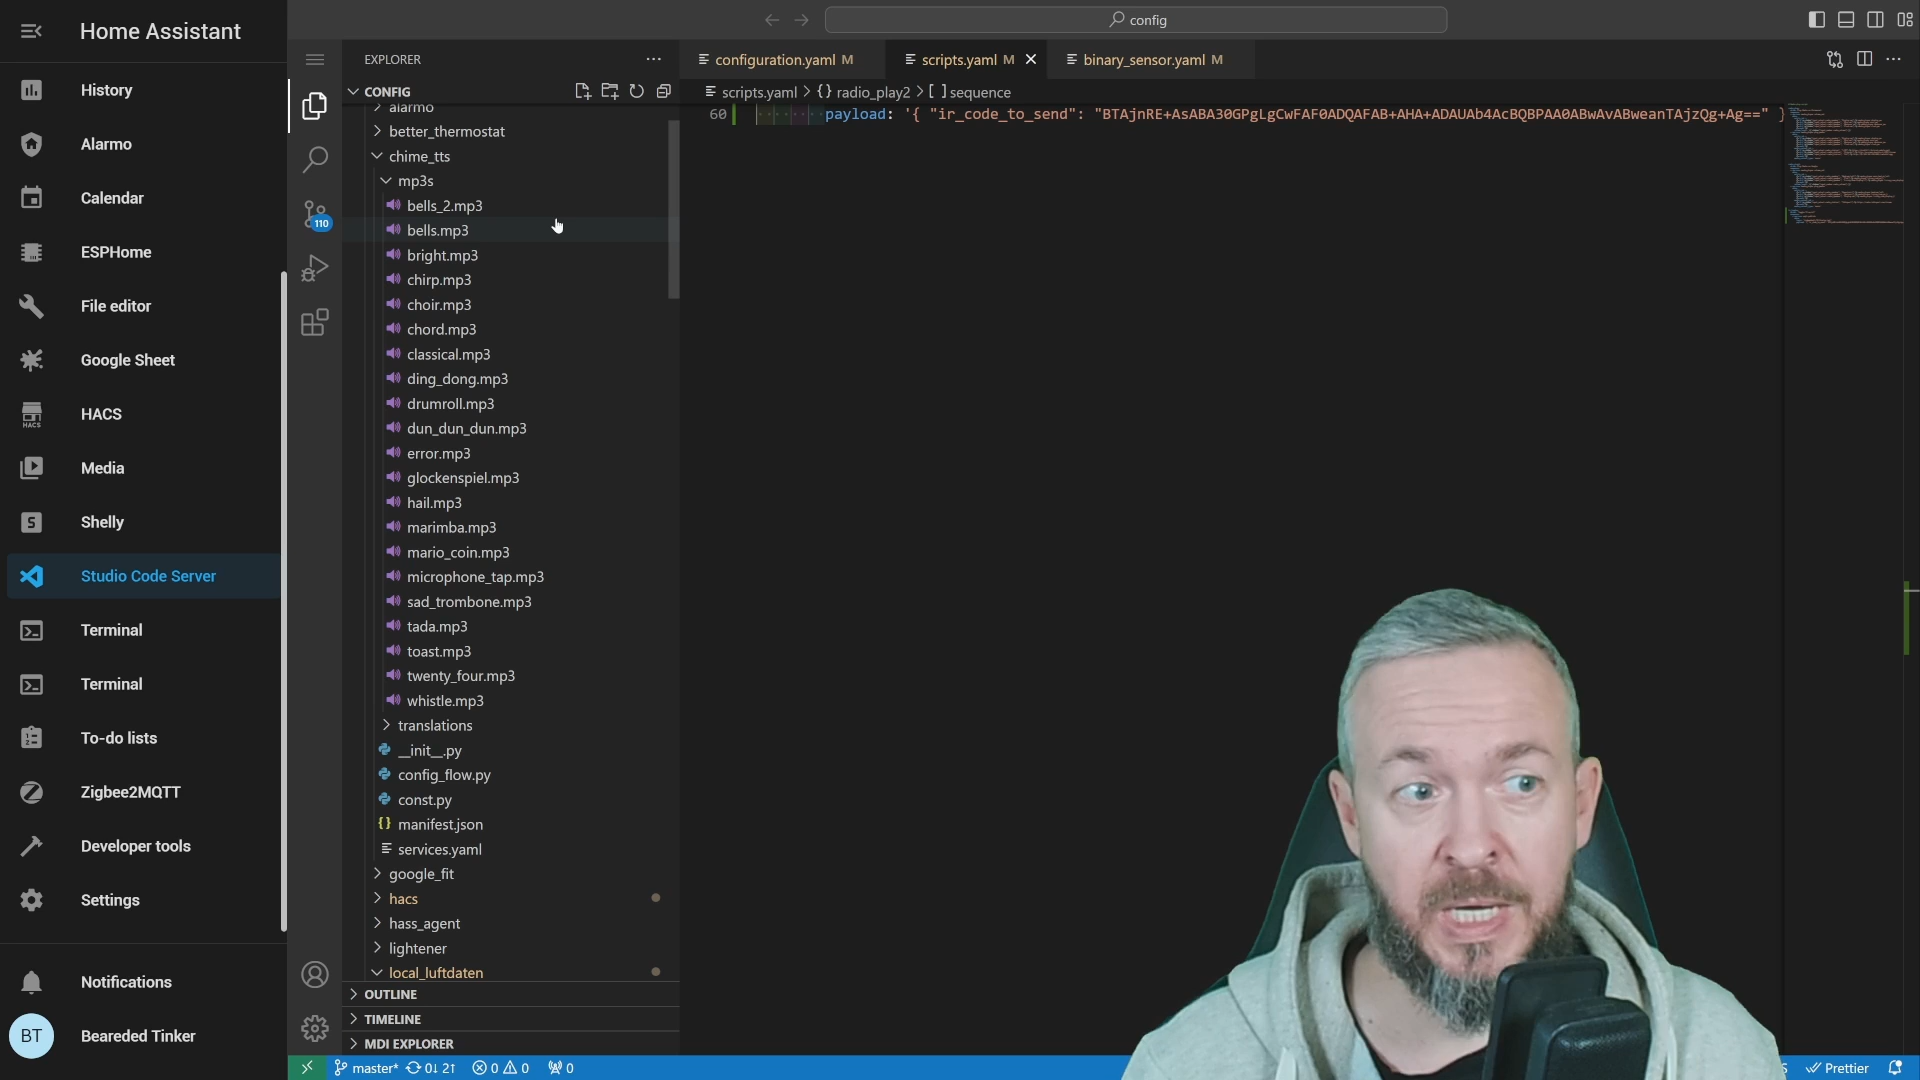 Home Assistant
History
Alarmo
Calendar
ESPHome
File editor
Google Sheet
HACS
HACS
Media
Shelly
Studio Code Server
Terminal
Terminal
To-do lists
Zigbee2MQTT
Developer tools
Settings
Notifications
BT
Beareded Tinker
config
110
EXPLORER
CONFIG
alarmo
better_thermostat
chime_tts
mp3s
bells_2.mp3
bells.mp3
bright.mp3
chirp.mp3
choir.mp3
chord.mp3
classical.mp3
ding_dong.mp3
drumroll.mp3
dun_dun_dun.mp3
error.mp3
glockenspiel.mp3
hail.mp3
marimba.mp3
mario_coin.mp3
microphone_tap.mp3
sad_trombone.mp3
tada.mp3
toast.mp3
twenty_four.mp3
whistle.mp3
translations
__init__.py
config_flow.py
const.py
manifest.json
services.yaml
google_fit
hacs
hass_agent
lightener
local_luftdaten
OUTLINE
TIMELINE
MDI EXPLORER
configuration.yaml M
scripts.yaml M
binary_sensor.yaml M
scripts.yaml > {} radio_play2 > [ ] sequence
60 payload: '{ "ir_code_to_send": "BTAjnRE+AsABA30GPgLgCwFAF0ADQAFAB+AHA+ADAUAb4AcBQBPAA0ABwAvABweanTAjzQg+Ag==" }
master* 0↓ 2↑ 0 0 0
Prettier